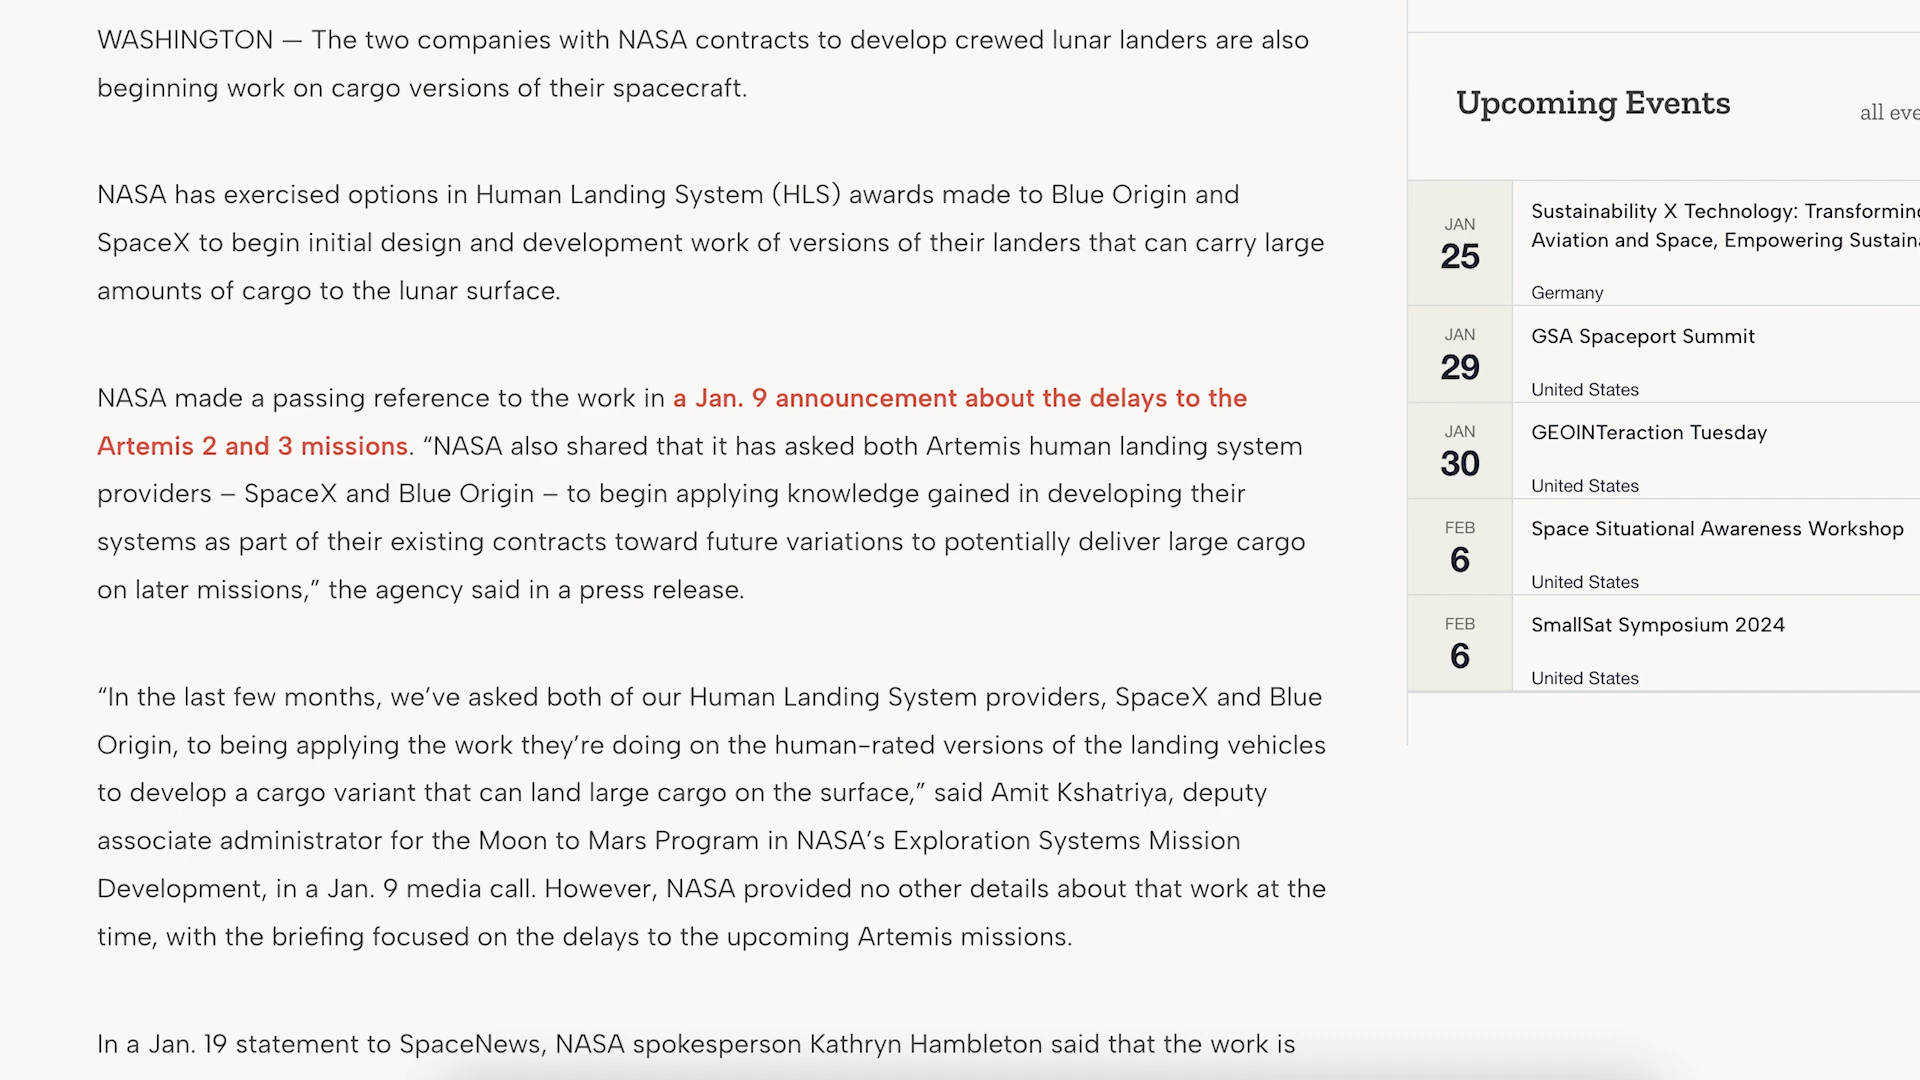 WASHINGTON — The two companies with NASA contracts to develop crewed lunar landers are also
beginning work on cargo versions of their spacecraft.
NASA has exercised options in Human Landing System (HLS) awards made to Blue Origin and
SpaceX to begin initial design and development work of versions of their landers that can carry large
amounts of cargo to the lunar surface.
NASA made a passing reference to the work in a Jan. 9 announcement about the delays to the
Artemis 2 and 3 missions. “NASA also shared that it has asked both Artemis human landing system
providers – SpaceX and Blue Origin – to begin applying knowledge gained in developing their
systems as part of their existing contracts toward future variations to potentially deliver large cargo
on later missions,” the agency said in a press release.
“In the last few months, we’ve asked both of our Human Landing System providers, SpaceX and Blue
Origin, to being applying the work they’re doing on the human-rated versions of the landing vehicles
to develop a cargo variant that can land large cargo on the surface,” said Amit Kshatriya, deputy
associate administrator for the Moon to Mars Program in NASA’s Exploration Systems Mission
Development, in a Jan. 9 media call. However, NASA provided no other details about that work at the
time, with the briefing focused on the delays to the upcoming Artemis missions.
In a Jan. 19 statement to SpaceNews, NASA spokesperson Kathryn Hambleton said that the work is
Upcoming Events
all
JAN
25
Sustainability X Technology:
Aviation and Space, Empowering
Germany
JAN
29
GSA Spaceport Summit
United States
JAN
30
GEOINTeraction Tuesday
United States
FEB
6
Space Situational Awareness Workshop
United States
FEB
6
SmallSat Symposium 2024
United States